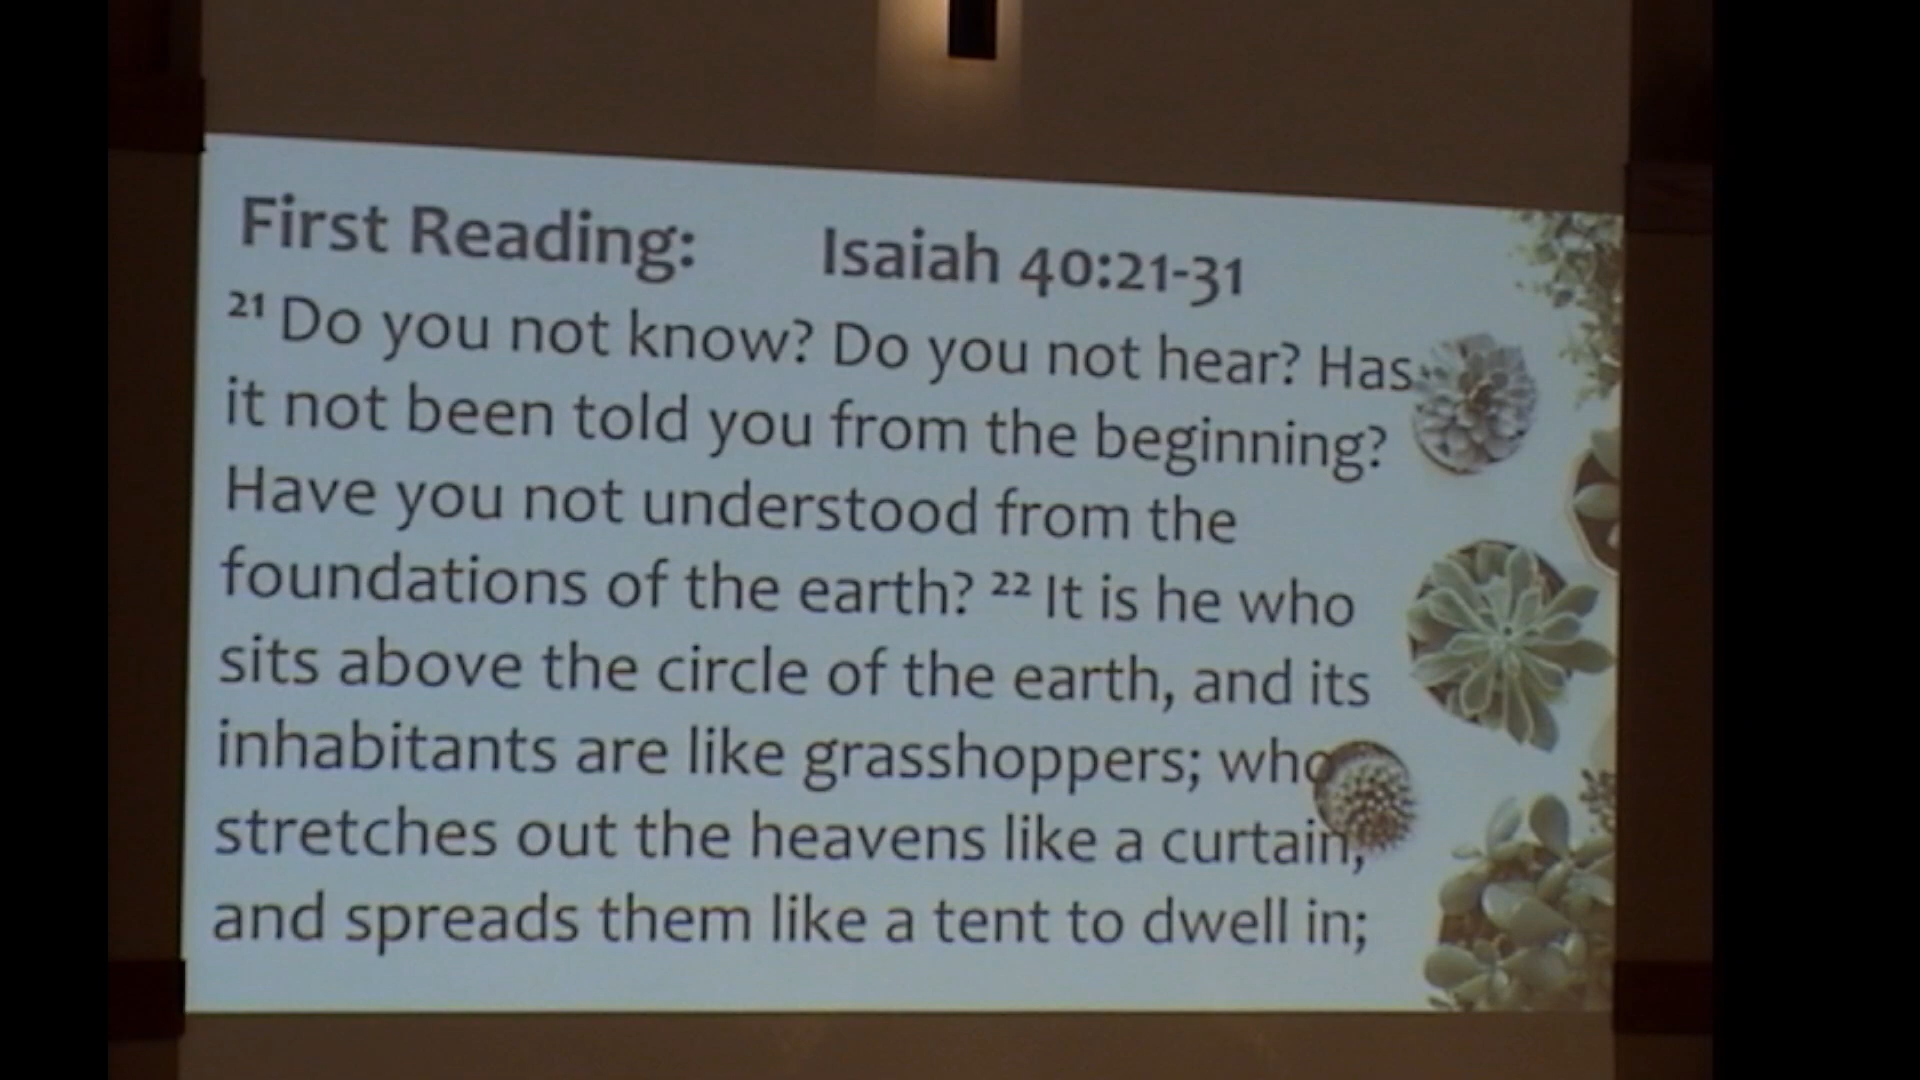 First Reading: Isaiah 40:21-31
21 Do you not know? Do you not hear? Has
it not been told you from the beginning?
Have you not understood from the
foundations of the earth? 22 It is he who
sits above the circle of the earth, and its
inhabitants are like grasshoppers; who
stretches out the heavens like a curtain,
and spreads them like a tent to dwell in;